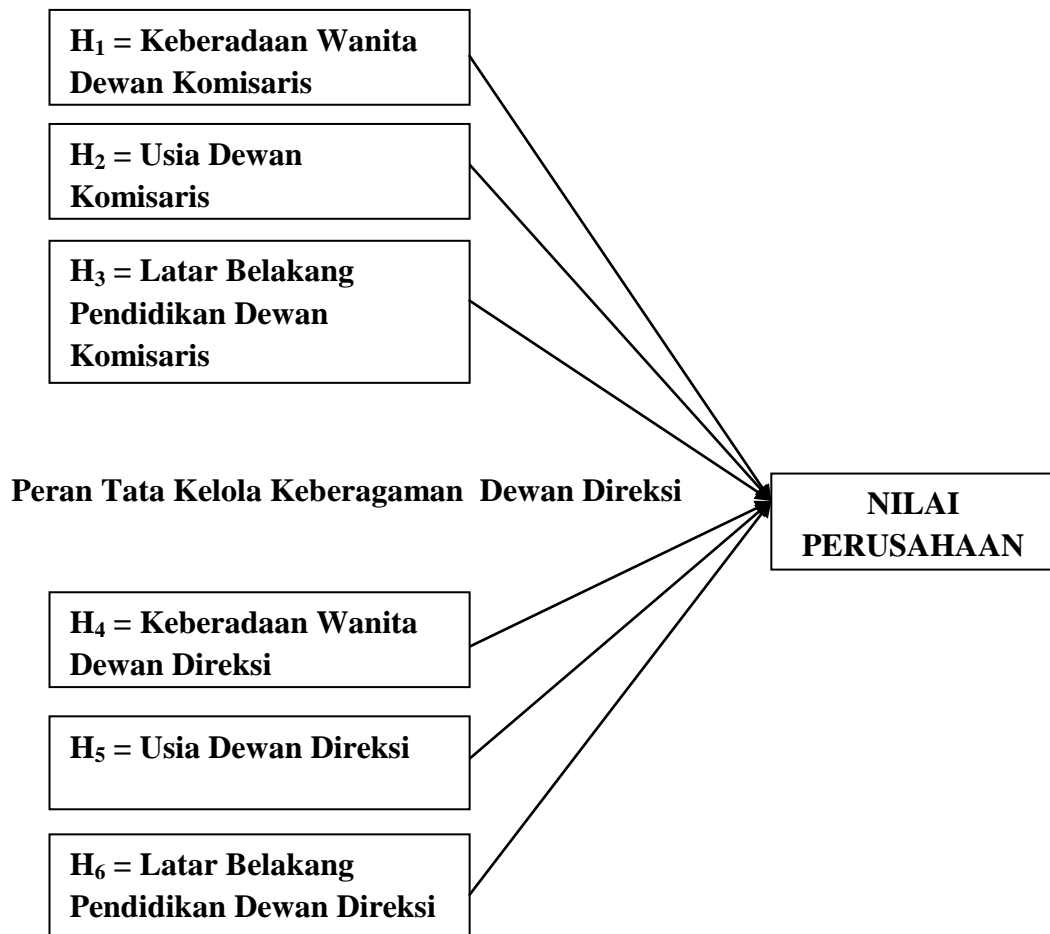 H₁ = Keberadaan Wanita
Dewan Komisaris
H₂ = Usia Dewan
Komisaris
H₃ = Latar Belakang
Pendidikan Dewan
Komisaris
Peran Tata Kelola Keberagaman  Dewan Direksi
NILAI
PERUSAHAAN
H₄ = Keberadaan Wanita
Dewan Direksi
H₅ = Usia Dewan Direksi
H₆ = Latar Belakang
Pendidikan Dewan Direksi